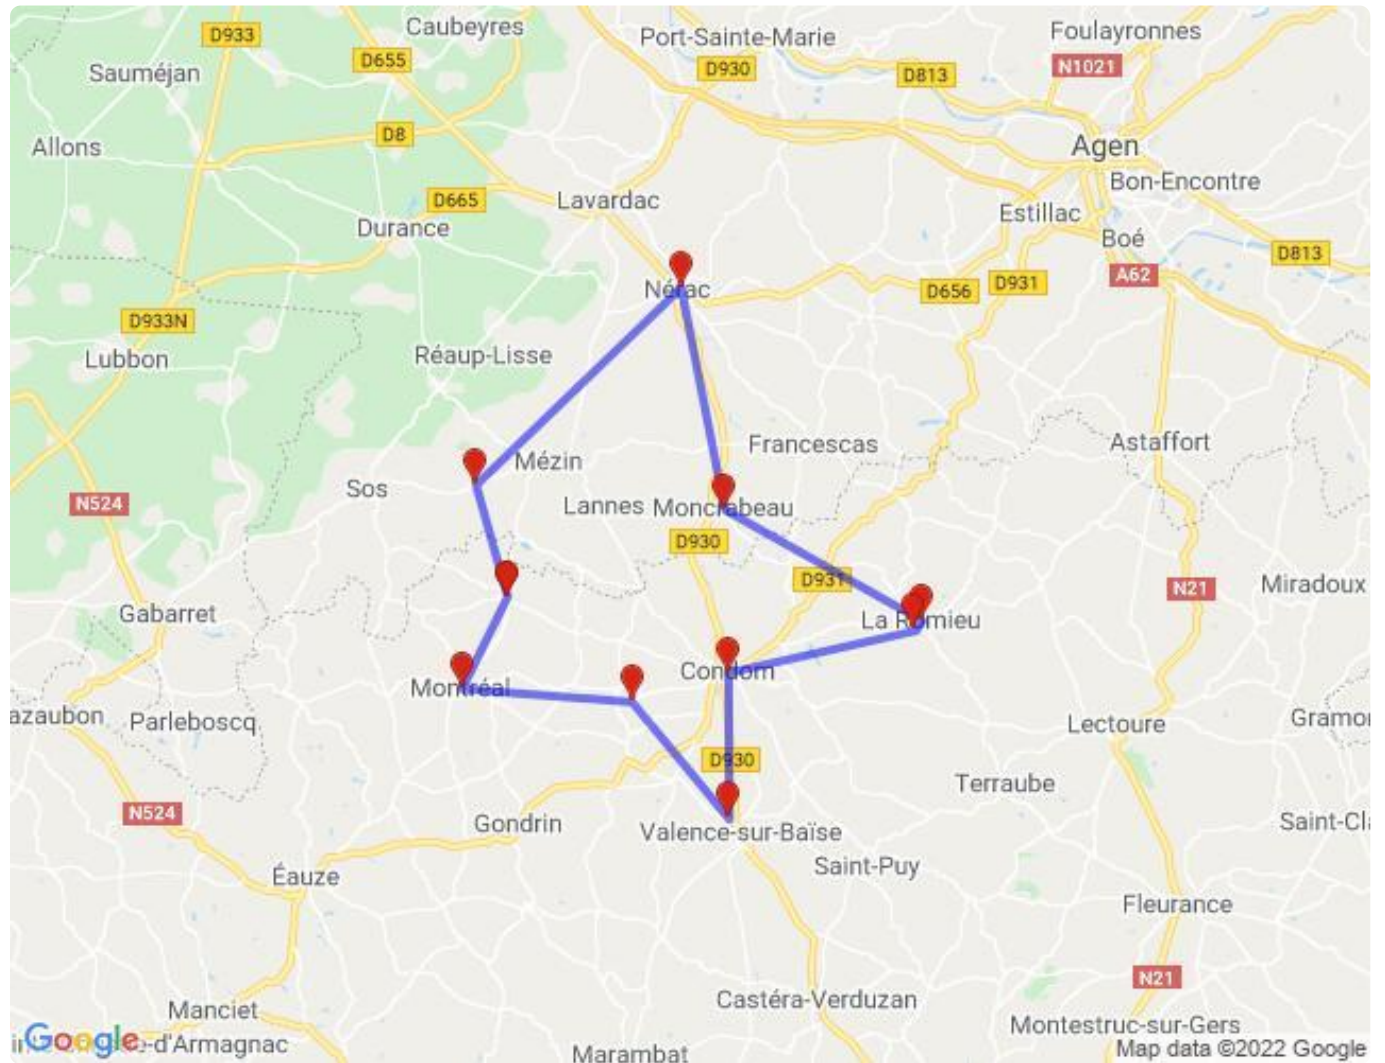 Caubeyres
D933
Port-Sainte-Marie
Foulayronnes
D655
N1021
D930
D813
Sauméjan
D8
Agen
Allons
Bon-Encontre
D665
Lavardac
Estillac
Durance
Boé
D813
A62
D931
D656
Nérac
D933N
Réaup-Lisse
Lubbon
Francescas
Astaffort
Mézin
Sos
N524
Lannes
Moncrabeau
D930
D931
N21
Miradoux
Gabarret
La Romieu
Condom
Montréal
azaubon
Parleboscq
Lectoure
Gramo
D930
Terraube
N524
Gondrin
Valence-sur-Baïse
Saint-Cl
Saint-Puy
Éauze
Fleurance
N21
Castéra-Verduzan
Manciet
Montestruc-sur-Gers
Google
e-d'Armagnac
Marambat
Map data ©2022 Google